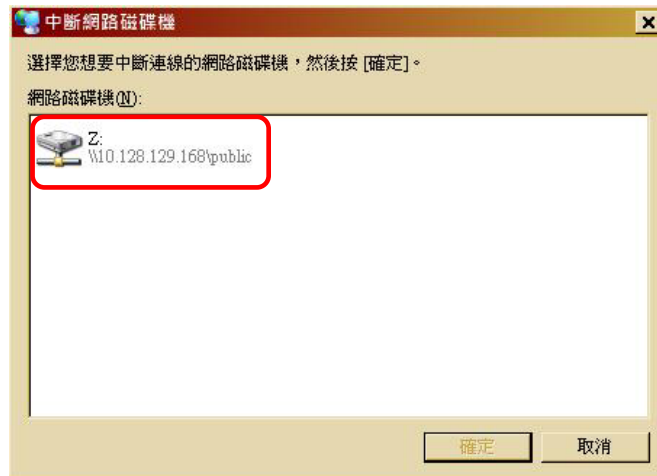 中斷網路磁碟機
選擇您想要中斷連線的網路磁碟機，然後按 [確定]。
網路磁碟機(N):
Z:
\\10.128.129.168\public
確定
取消